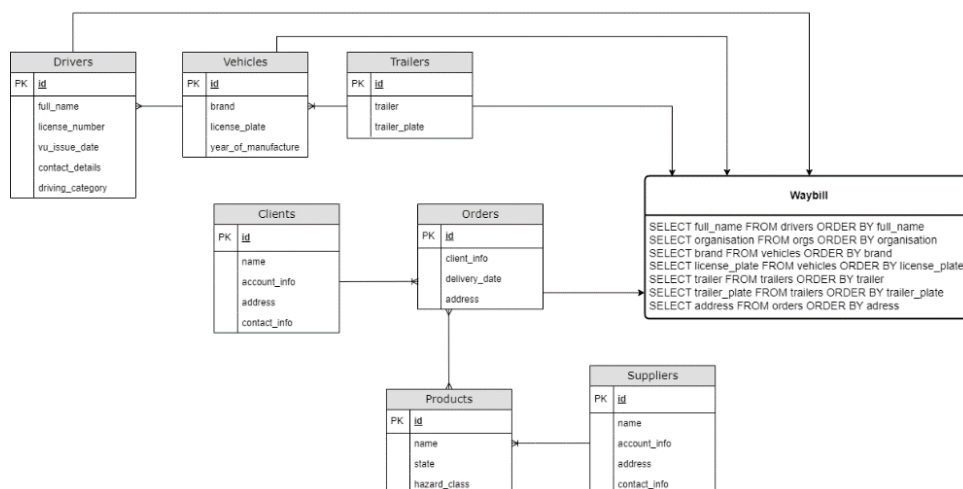 Drivers
PK id
full_name
license_number
vu_issue_date
contact_details
driving_category
Vehicles
PK id
brand
license_plate
year_of_manufacture
Trailers
PK id
trailer
trailer_plate
Waybill
SELECT full_name FROM drivers ORDER BY full_name
SELECT organisation FROM orgs ORDER BY organisation
SELECT brand FROM vehicles ORDER BY brand
SELECT license_plate FROM vehicles ORDER BY license_plate
SELECT trailer FROM trailers ORDER BY trailer
SELECT trailer_plate FROM trailers ORDER BY trailer_plate
SELECT address FROM orders ORDER BY adress
Clients
PK id
name
account_info
address
contact_info
Orders
PK id
client_info
delivery_date
address
Products
PK id
name
state
hazard_class
Suppliers
PK id
name
account_info
address
contact_info